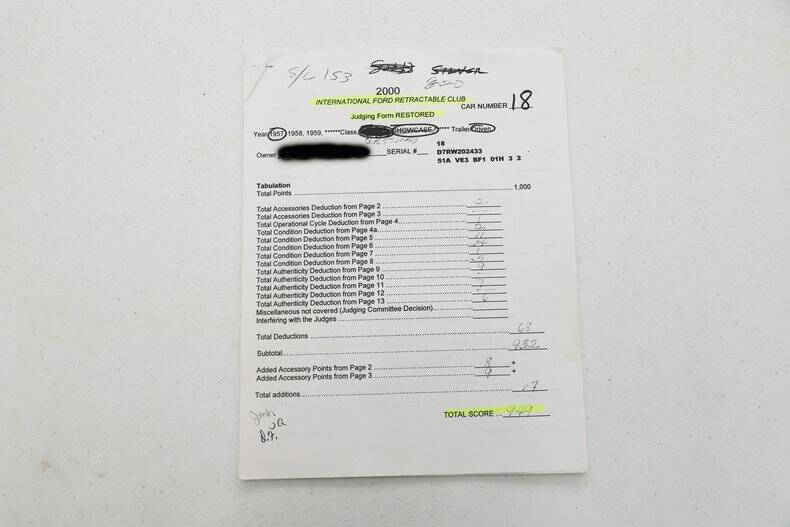 S/C 153
SILVER
GOLD
2000
INTERNATIONAL FORD RETRACTABLE CLUB
CAR NUMBER 18
Judging Form RESTORED
Year 1957, 1958, 1959, ******Class, SHOWCASE ***** Trailer Driven
Owner SERIAL #
18
D7RW202433
51A VE3 BF1 01H 3 2
Tabulation
Total Points 1,000
Total Accessories Deduction from Page 2
Total Accessories Deduction from Page 3
Total Operational Cycle Deduction from Page 4
Total Condition Deduction from Page 4a
Total Condition Deduction from Page 5
Total Condition Deduction from Page 6
Total Condition Deduction from Page 7
Total Condition Deduction from Page 8
Total Authenticity Deduction from Page 9
Total Authenticity Deduction from Page 10
Total Authenticity Deduction from Page 11
Total Authenticity Deduction from Page 12
Total Authenticity Deduction from Page 13 6
Miscellaneous not covered (Judging Committee Decision)
Interfering with the Judges
Total Deductions 68
Subtotal 932
Added Accessory Points from Page 2 8 +
Added Accessory Points from Page 3 9 +
Total additions 17
TOTAL SCORE ... 949